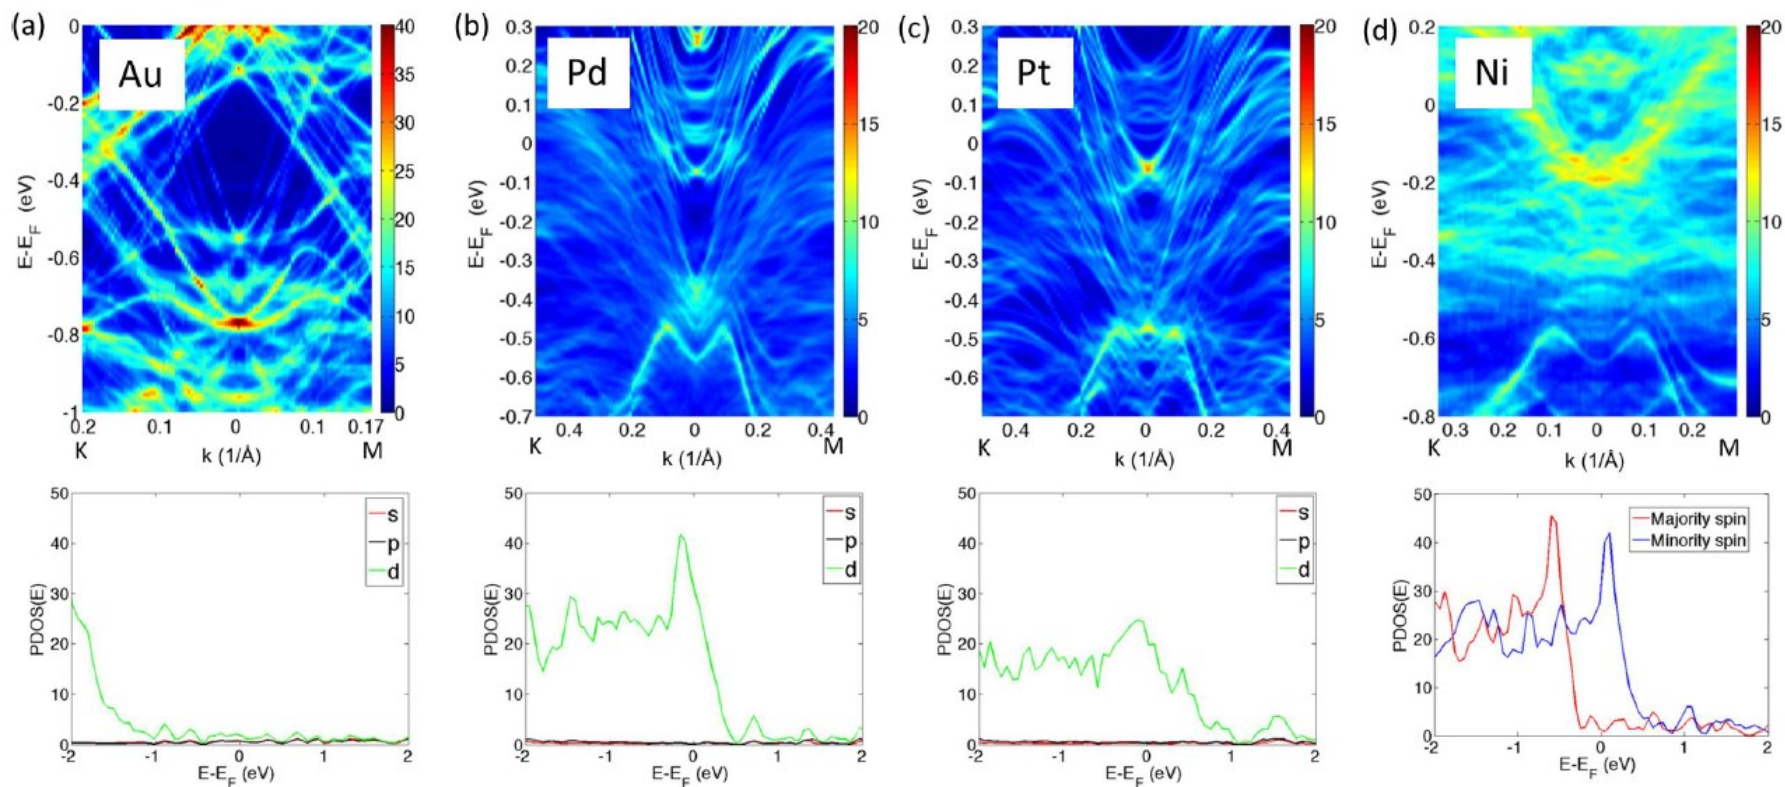 (a) Au
E-E_F (eV)
0
-0.2
-0.4
-0.6
-0.8
-1
0.2 0.1 0 0.1 0.17
K k (1/Å) M
40
35
30
25
20
15
10
5
0
(b) Pd
E-E_F (eV)
0.3
0.2
0.1
0
-0.1
-0.2
-0.3
-0.4
-0.5
-0.6
-0.7
0.4 0.2 0 0.2 0.4
K k (1/Å) M
20
15
10
5
0
(c) Pt
E-E_F (eV)
0.3
0.2
0.1
0
-0.1
-0.2
-0.3
-0.4
-0.5
-0.6
0.4 0.2 0 0.2 0.4
K k (1/Å) M
20
15
10
5
0
(d) Ni
E-E_F (eV)
0.2
0
-0.2
-0.4
-0.6
-0.8
0.3 0.2 0.1 0 0.1 0.2
K k (1/Å) M
20
15
10
5
0
PDOS(E)
50
40
30
20
10
0
s
p
d
-2 -1 0 1 2
E-E_F (eV)
PDOS(E)
50
40
30
20
10
0
s
p
d
-2 -1 0 1 2
E-E_F (eV)
PDOS(E)
50
40
30
20
10
0
s
p
d
-2 -1 0 1 2
E-E_F (eV)
PDOS(E)
50
40
30
20
10
0
Majority spin
Minority spin
-2 -1 0 1 2
E-E_F (eV)